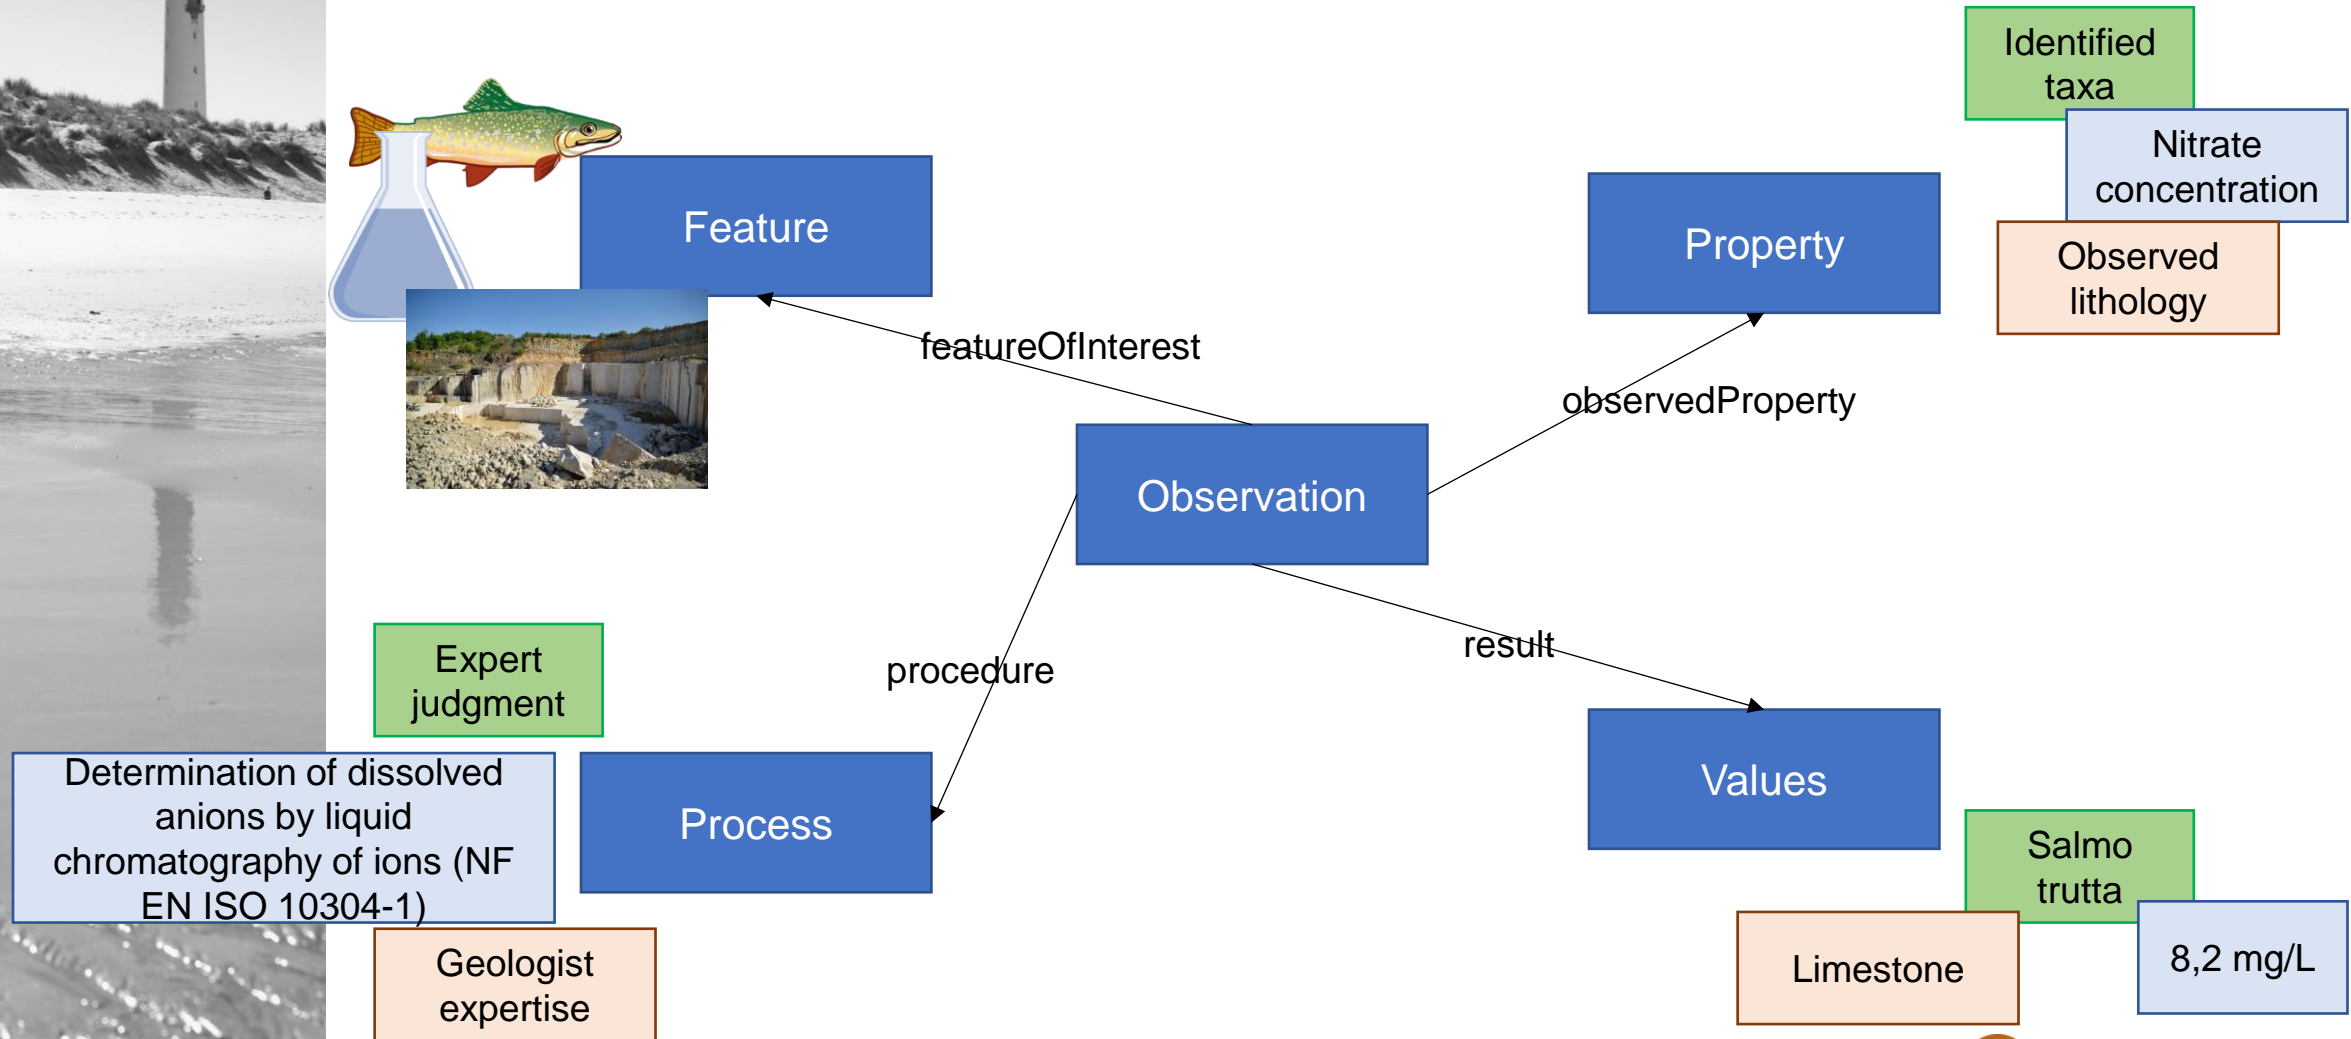 Identified
taxa
Nitrate
concentration
Feature
Property
Observed
lithology
featureOfInterest
observedProperty
Observation
result
procedure
Expert
judgment
Determination of dissolved
anions by liquid
chromatography of ions (NF
EN ISO 10304-1)
Process
Values
Salmo
trutta
Geologist
expertise
Limestone
8,2 mg/L